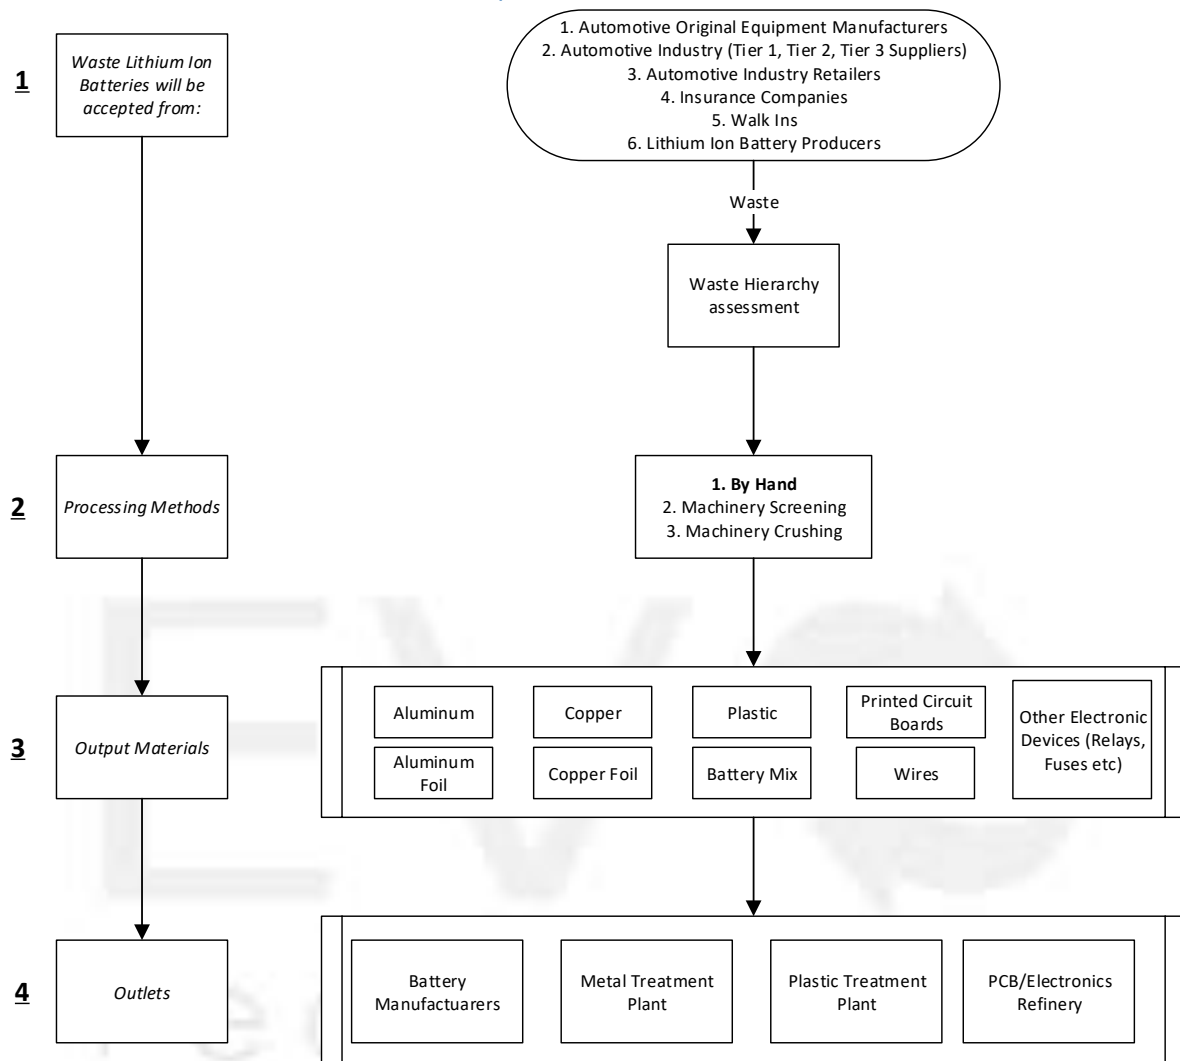 1. Automotive Original Equipment Manufacturers
2. Automotive Industry (Tier 1, Tier 2, Tier 3 Suppliers)
3. Automotive Industry Retailers
4. Insurance Companies
5. Walk Ins
6. Lithium Ion Battery Producers
1
Waste Lithium Ion
Batteries will be
accepted from:
Waste
Waste Hierarchy
assessment
2
Processing Methods
1. By Hand
2. Machinery Screening
3. Machinery Crushing
3
Output Materials
Aluminum
Copper
Plastic
Printed Circuit
Boards
Other Electronic
Devices (Relays,
Fuses etc)
Aluminum
Foil
Copper Foil
Battery Mix
Wires
4
Outlets
Battery
Manufactuarers
Metal Treatment
Plant
Plastic Treatment
Plant
PCB/Electronics
Refinery